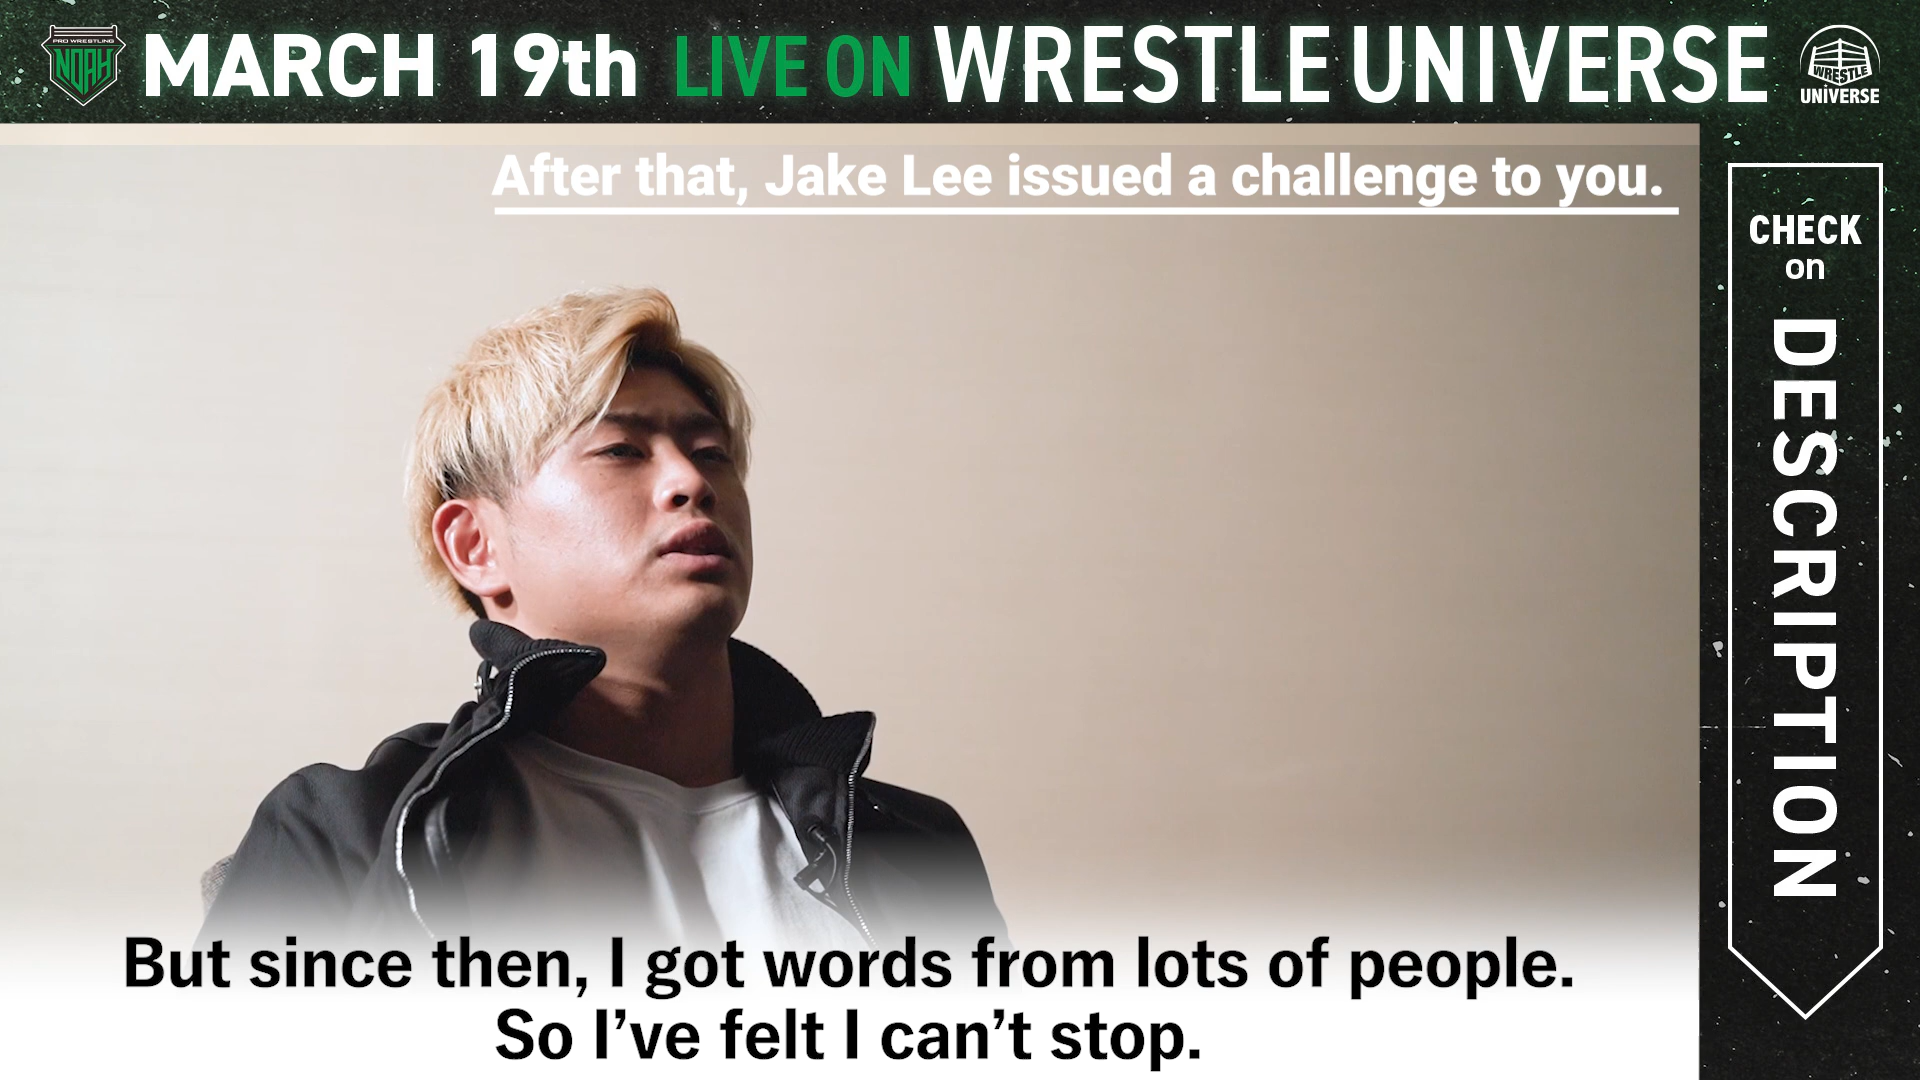 PRO WRESTLING
NOAH
MARCH 19th LIVE ON WRESTLE UNIVERSE
WRESTLE
UNIVERSE
After that, Jake Lee issued a challenge to you.
CHECK
on
DESCRIPTION
But since then, I got words from lots of people.
So I've felt I can't stop.